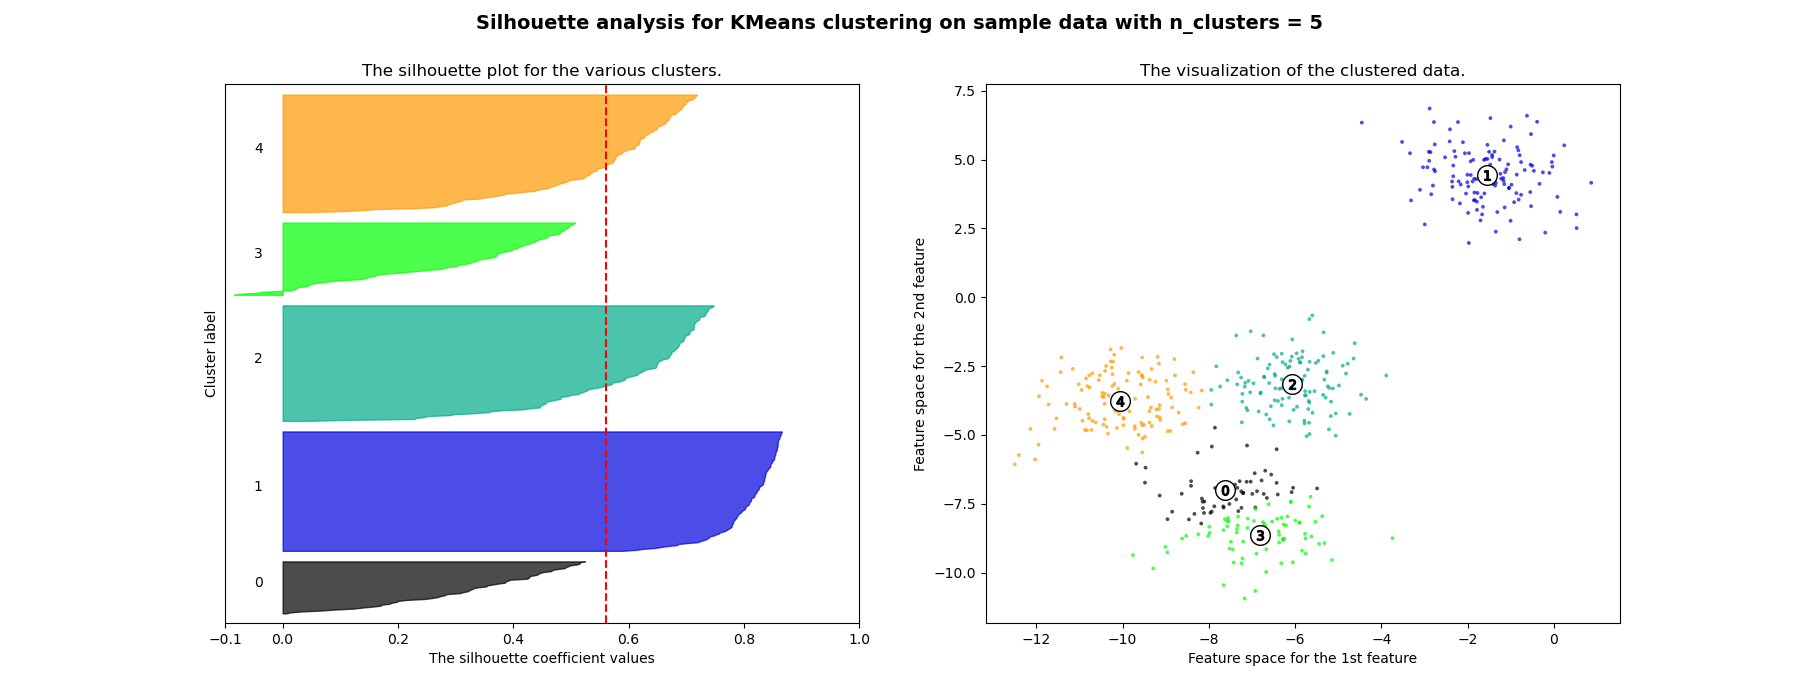 Silhouette analysis for KMeans clustering on sample data with n_clusters = 5
The silhouette plot for the various clusters.
4
3
2
1
0
Cluster label
−0.1 0.0 0.2 0.4 0.6 0.8 1.0
The silhouette coefficient values
The visualization of the clustered data.
7.5
5.0
2.5
0.0
−2.5
−5.0
−7.5
−10.0
Feature space for the 2nd feature
1
2
4
0
3
−12 −10 −8 −6 −4 −2 0
Feature space for the 1st feature